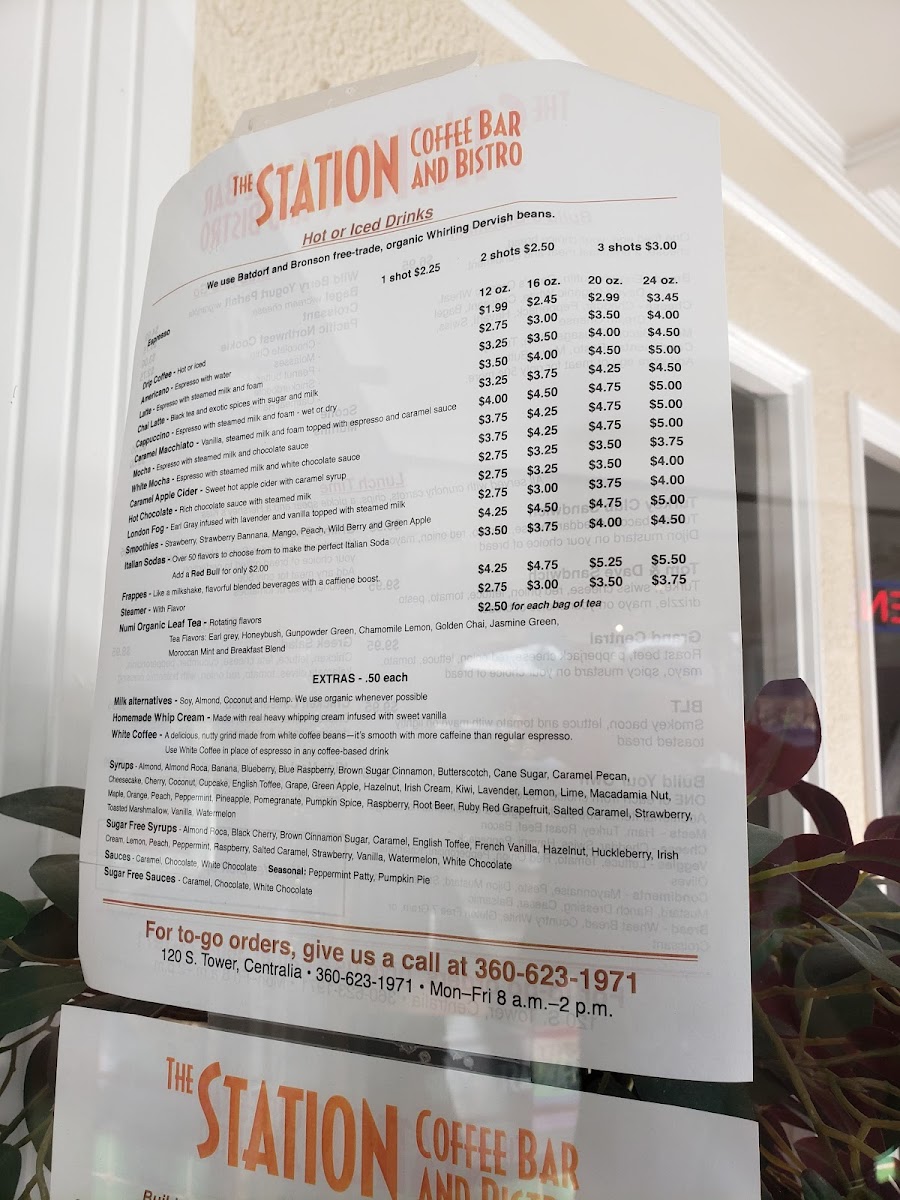 THE STATION COFFEE BAR AND BISTRO
Hot or Iced Drinks
We use Batdorf and Bronson free-trade, organic Whirling Dervish beans.
Espresso 1 shot $2.25 2 shots $2.50 3 shots $3.00
12 oz. 16 oz. 20 oz. 24 oz.
Drip Coffee - Hot or Iced $1.99 $2.45 $2.99 $3.45
Americano - Espresso with water $2.75 $3.00 $3.50 $4.00
Latte - Espresso with steamed milk and foam $3.25 $3.50 $4.00 $4.50
Chai Latte - Black tea and exotic spices with sugar and milk $3.50 $4.00 $4.50 $5.00
Cappuccino - Espresso with steamed milk and foam - wet or dry $3.25 $3.75 $4.25 $4.50
Caramel Macchiato - Vanilla, steamed milk and foam topped with espresso and caramel sauce $4.00 $4.50 $4.75 $5.00
Mocha - Espresso with steamed milk and chocolate sauce $3.75 $4.25 $4.75 $5.00
White Mocha - Espresso with steamed milk and white chocolate sauce $3.75 $4.25 $4.75 $5.00
Caramel Apple Cider - Sweet hot apple cider with caramel syrup $2.75 $3.25 $3.50 $3.75
Hot Chocolate - Rich chocolate sauce with steamed milk $2.75 $3.25 $3.50 $4.00
London Fog - Earl Gray infused with lavender and vanilla topped with steamed milk $2.75 $3.00 $3.75 $4.00
Smoothies - Strawberry, Strawberry Bannana, Mango, Peach, Wild Berry and Green Apple $4.25 $4.50 $4.75 $5.00
Italian Sodas - Over 50 flavors to choose from to make the perfect Italian Soda $3.50 $3.75 $4.00 $4.50
Add a Red Bull for only $2.00
Frappes - Like a milkshake, flavorful blended beverages with a caffiene boost $4.25 $4.75 $5.25 $5.50
Steamer - With Flavor $2.75 $3.00 $3.50 $3.75
Numi Organic Leaf Tea - Rotating flavors $2.50 for each bag of tea
Tea Flavors: Earl grey, Honeybush, Gunpowder Green, Chamomile Lemon, Golden Chai, Jasmine Green,
Moroccan Mint and Breakfast Blend
EXTRAS - .50 each
Milk alternatives - Soy, Almond, Coconut and Hemp. We use organic whenever possible
Homemade Whip Cream - Made with real heavy whipping cream infused with sweet vanilla
White Coffee - A delicious, nutty grind made from white coffee beans—it's smooth with more caffeine than regular espresso.
Use White Coffee in place of espresso in any coffee-based drink
Syrups - Almond, Almond Roca, Banana, Blueberry, Blue Raspberry, Brown Sugar Cinnamon, Butterscotch, Cane Sugar, Caramel Pecan,
Cheesecake, Cherry, Coconut, Cupcake, English Toffee, Grape, Green Apple, Hazelnut, Irish Cream, Kiwi, Lavender, Lemon, Lime, Macadamia Nut,
Maple, Orange, Peach, Peppermint, Pineapple, Pomegranate, Pumpkin Spice, Raspberry, Root Beer, Ruby Red Grapefruit, Salted Caramel, Strawberry,
Toasted Marshmallow, Vanilla, Watermelon
Sugar Free Syrups - Almond Roca, Black Cherry, Brown Cinnamon Sugar, Caramel, English Toffee, French Vanilla, Hazelnut, Huckleberry, Irish
Cream, Lemon, Peach, Peppermint, Raspberry, Salted Caramel, Strawberry, Vanilla, Watermelon, White Chocolate
Sauces - Caramel, Chocolate, White Chocolate Seasonal: Peppermint Patty, Pumpkin Pie
Sugar Free Sauces - Caramel, Chocolate, White Chocolate
For to-go orders, give us a call at 360-623-1971
120 S. Tower, Centralia • 360-623-1971 • Mon–Fri 8 a.m.–2 p.m.
THE STATION COFFEE BAR
AND BISTRO